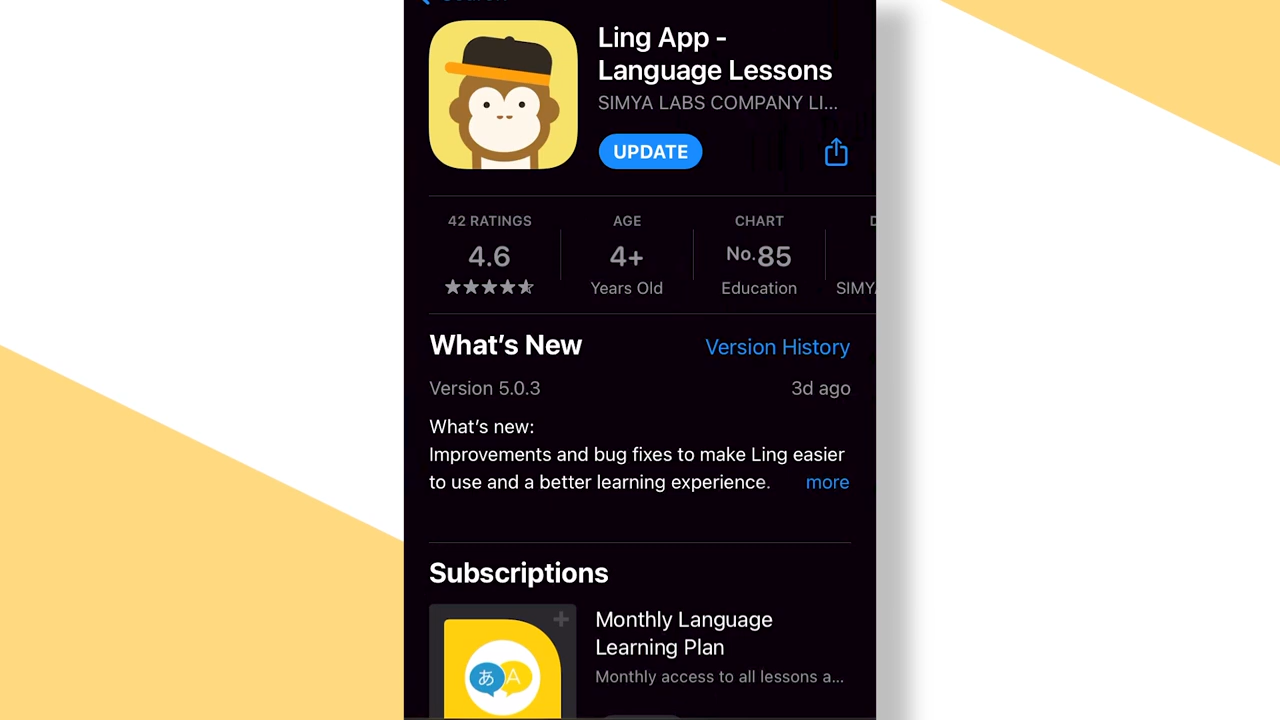 Ling App -
Language Lessons
SIMYA LABS COMPANY LI...
UPDATE
42 RATINGS
AGE
CHART
4.6
4+
No.85
Years Old
Education
SIMY
What's New
Version History
Version 5.0.3
3d ago
What's new:
Improvements and bug fixes to make Ling easier
to use and a better learning experience.
more
Subscriptions
Monthly Language
Learning Plan
Monthly access to all lessons a...
あ A